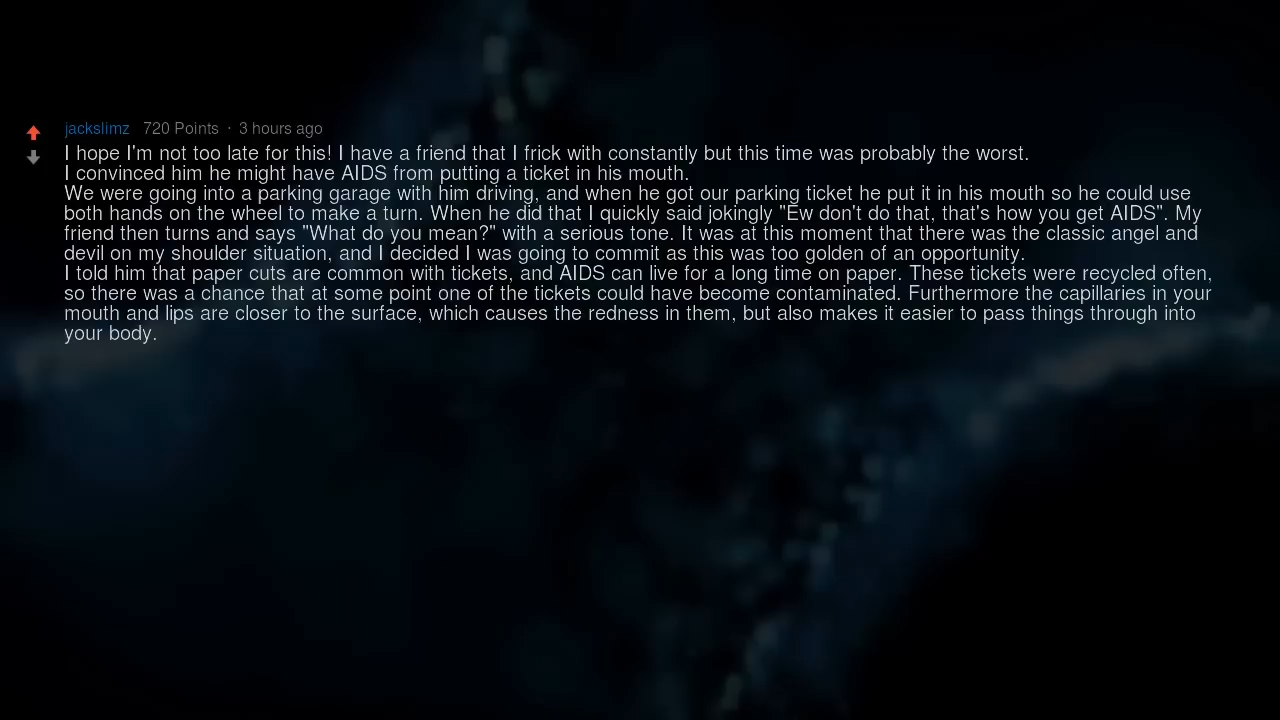 jackslimz 720 Points · 3 hours ago
I hope I'm not too late for this! I have a friend that I frick with constantly but this time was probably the worst.
I convinced him he might have AIDS from putting a ticket in his mouth.
We were going into a parking garage with him driving, and when he got our parking ticket he put it in his mouth so he could use
both hands on the wheel to make a turn. When he did that I quickly said jokingly "Ew don't do that, that's how you get AIDS". My
friend then turns and says "What do you mean?" with a serious tone. It was at this moment that there was the classic angel and
devil on my shoulder situation, and I decided I was going to commit as this was too golden of an opportunity.
I told him that paper cuts are common with tickets, and AIDS can live for a long time on paper. These tickets were recycled often,
so there was a chance that at some point one of the tickets could have become contaminated. Furthermore the capillaries in your
mouth and lips are closer to the surface, which causes the redness in them, but also makes it easier to pass things through into
your body.